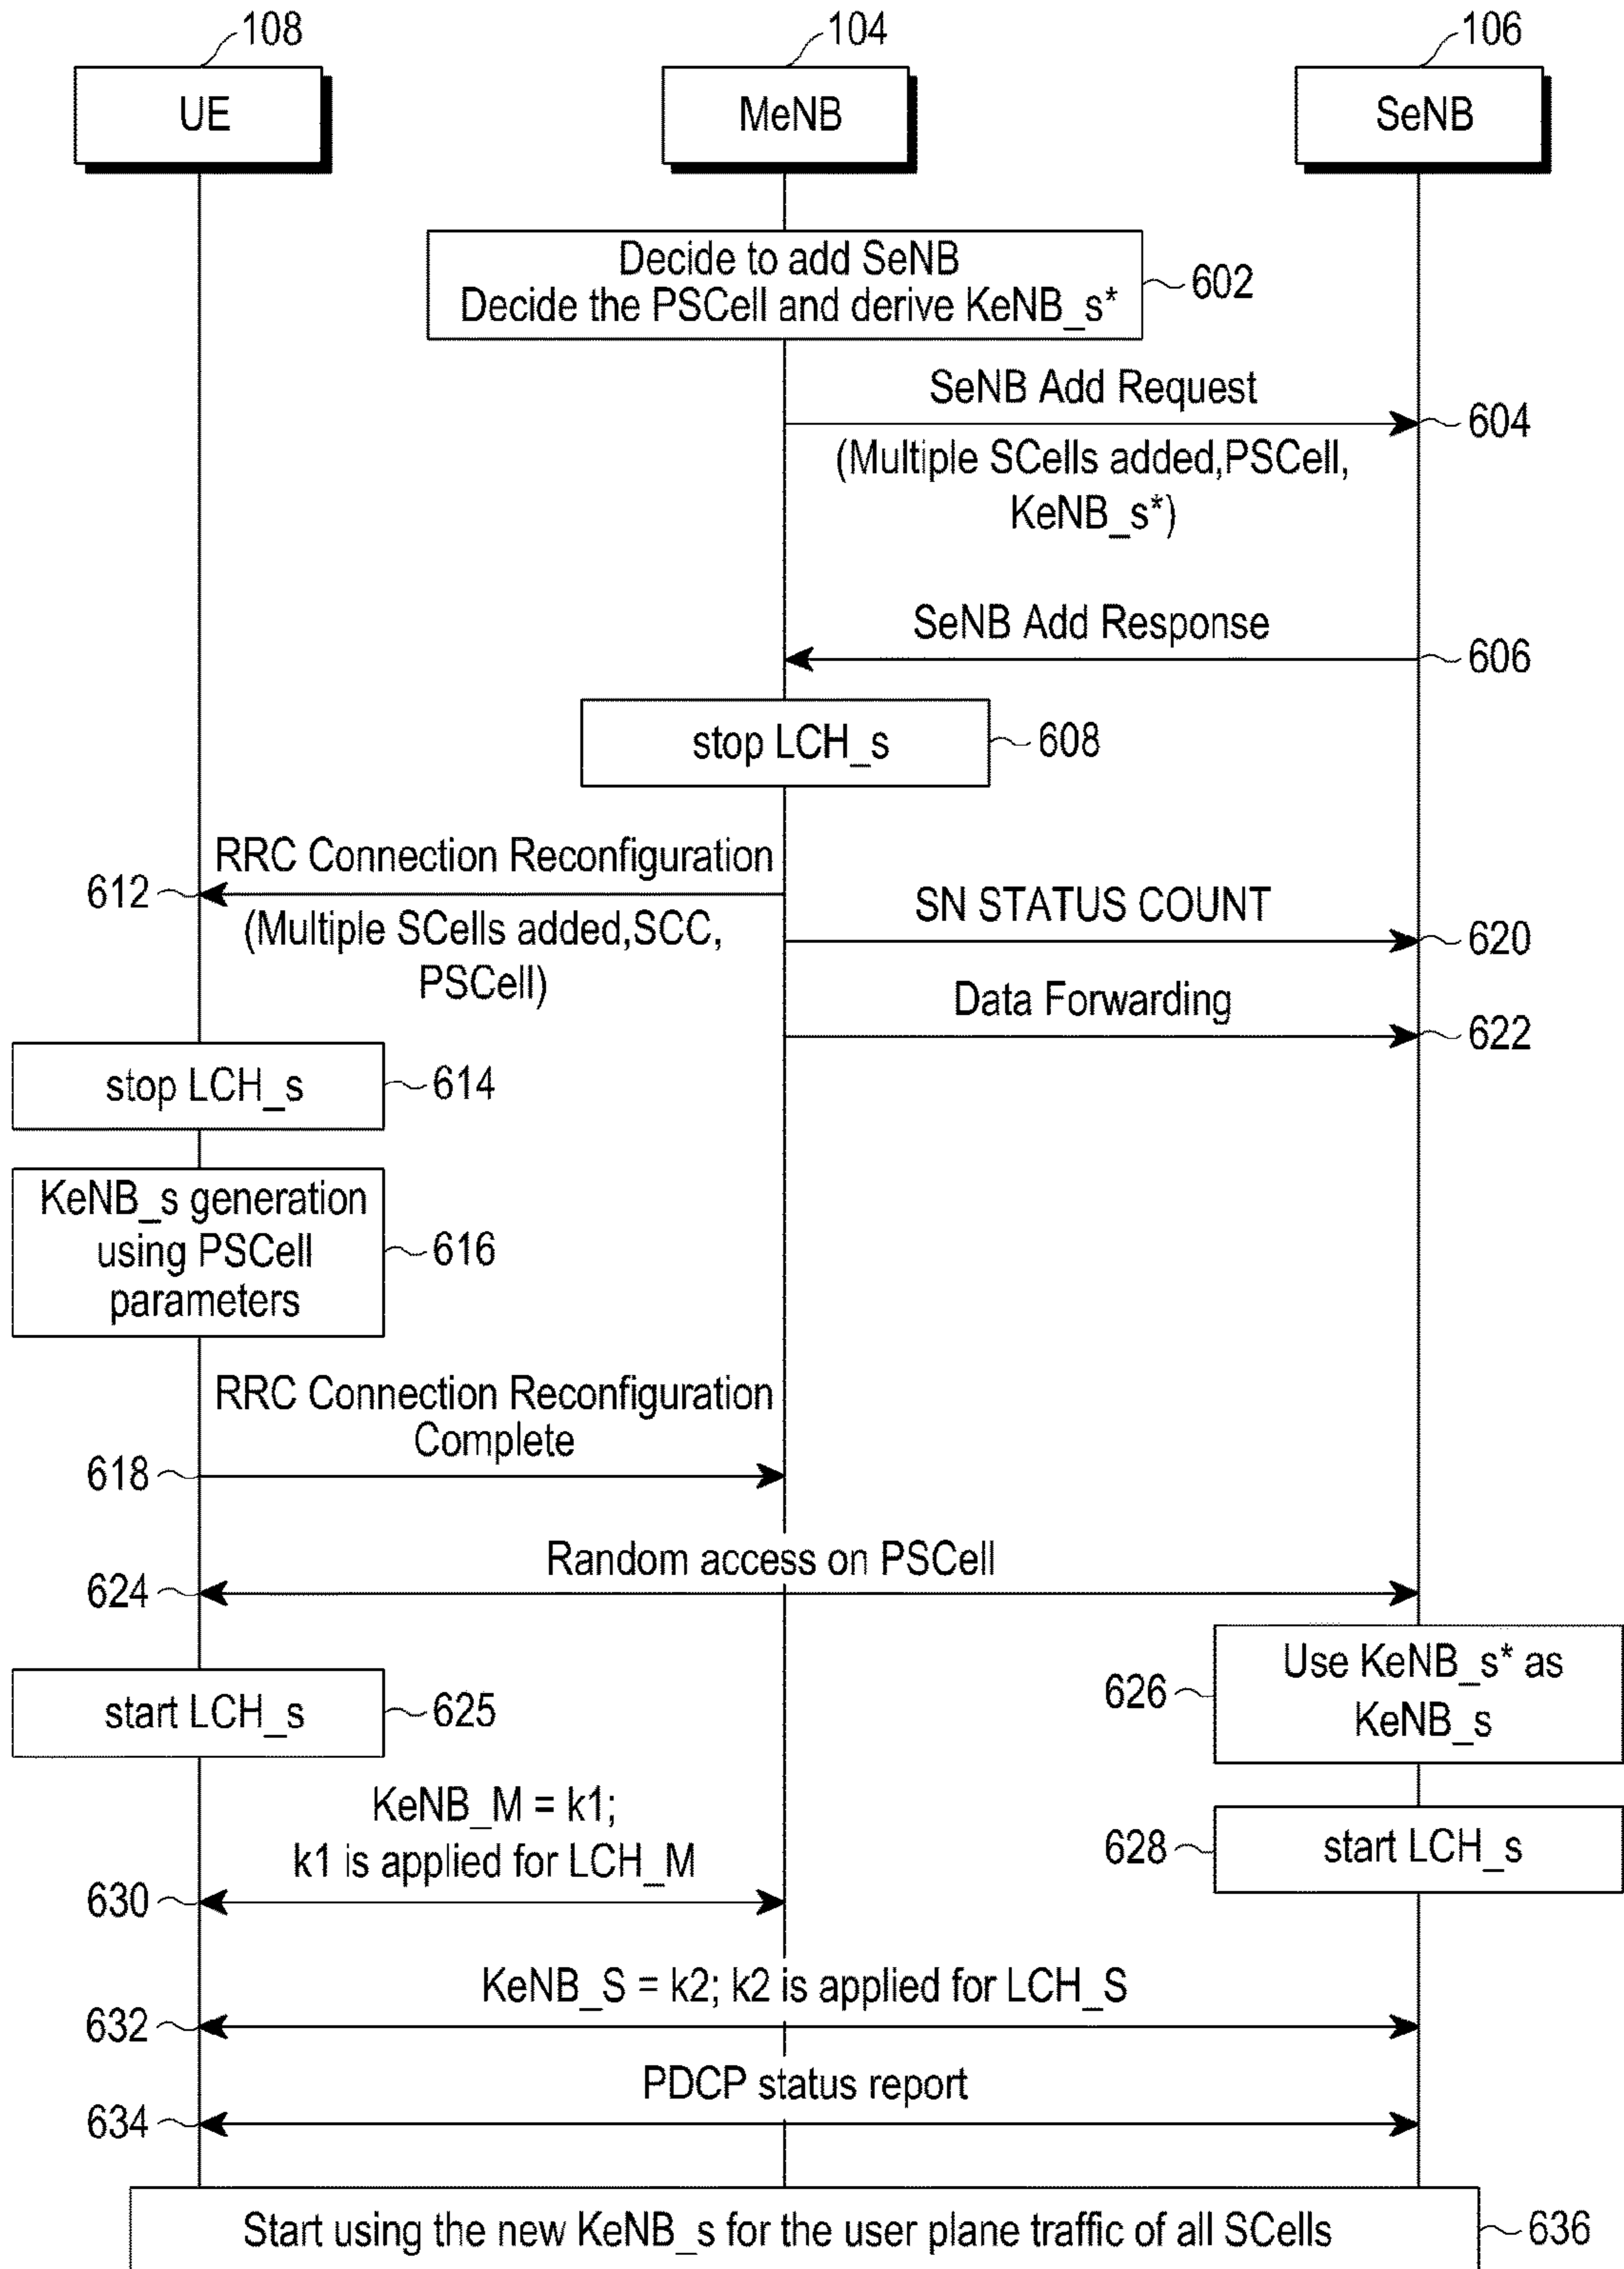 108
104
106
UE
MeNB
SeNB
Decide to add SeNB
Decide the PSCell and derive KeNB_s*
602
SeNB Add Request
604
(Multiple SCells added,PSCell,
KeNB_s*)
SeNB Add Response
606
stop LCH_s
608
RRC Connection Reconfiguration
612
(Multiple SCells added,SCC,
PSCell)
SN STATUS COUNT
620
Data Forwarding
622
stop LCH_s
614
KeNB_s generation
using PSCell
parameters
616
RRC Connection Reconfiguration
Complete
618
Random access on PSCell
624
start LCH_s
625
Use KeNB_s* as
KeNB_s
626
start LCH_s
628
KeNB_M = k1;
k1 is applied for LCH_M
630
KeNB_S = k2; k2 is applied for LCH_S
632
PDCP status report
634
Start using the new KeNB_s for the user plane traffic of all SCells
636